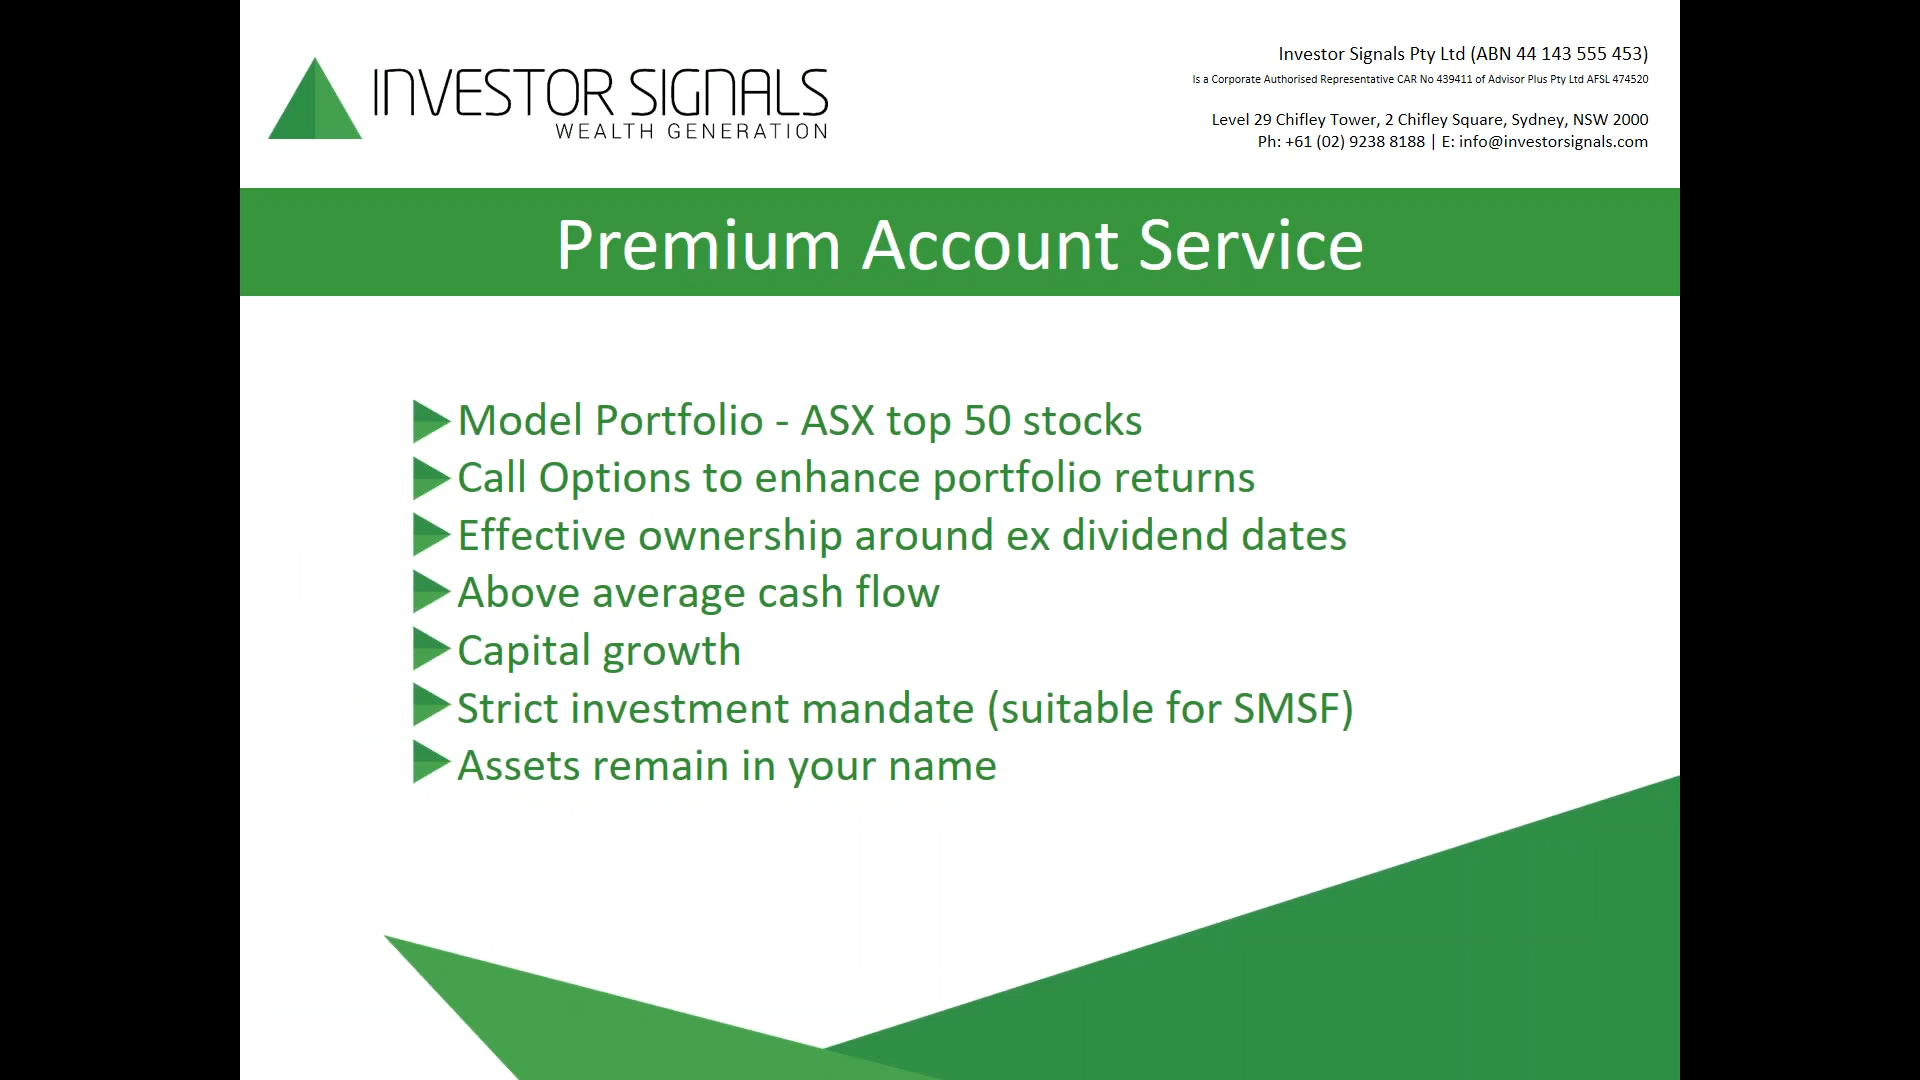 INVESTOR SIGNALS
WEALTH GENERATION
Investor Signals Pty Ltd (ABN 44 143 555 453)
Is a Corporate Authorised Representative CAR No 439411 of Advisor Plus Pty Ltd AFSL 474520
Level 29 Chifley Tower, 2 Chifley Square, Sydney, NSW 2000
Ph: +61 (02) 9238 8188 | E: info@investorsignals.com
Premium Account Service
Model Portfolio - ASX top 50 stocks
Call Options to enhance portfolio returns
Effective ownership around ex dividend dates
Above average cash flow
Capital growth
Strict investment mandate (suitable for SMSF)
Assets remain in your name